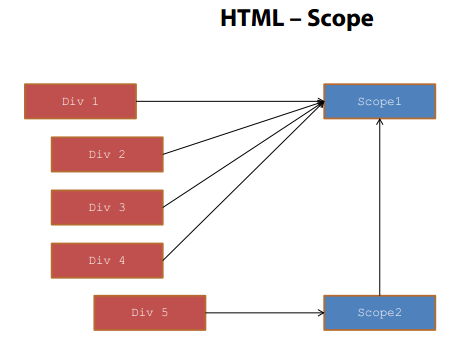 HTML – Scope
Div 1
Scope1
Div 2
Div 3
Div 4
Div 5
Scope2